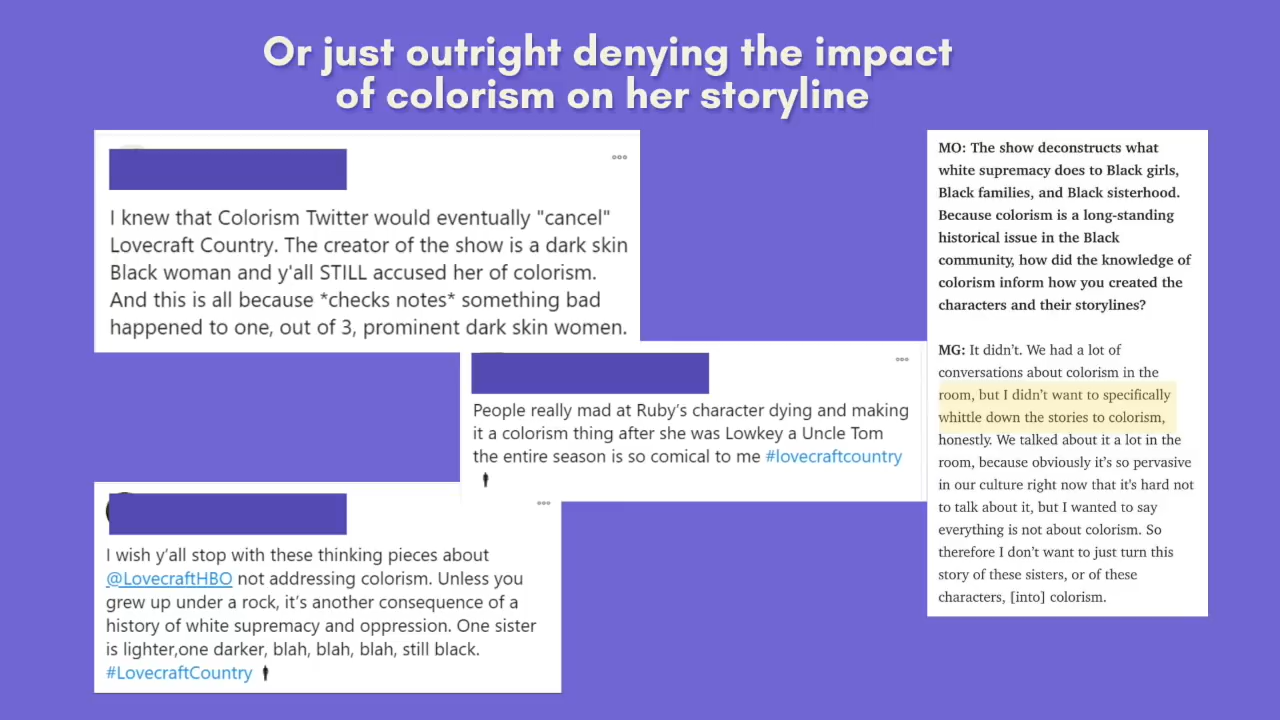 Or just outright denying the impact
of colorism on her storyline
I knew that Colorism Twitter would eventually "cancel"
Lovecraft Country. The creator of the show is a dark skin
Black woman and y'all STILL accused her of colorism.
And this is all because *checks notes* something bad
happened to one, out of 3, prominent dark skin women.
People really mad at Ruby’s character dying and making
it a colorism thing after she was Lowkey a Uncle Tom
the entire season is so comical to me #lovecraftcountry
I wish y’all stop with these thinking pieces about
@LovecraftHBO not addressing colorism. Unless you
grew up under a rock, it’s another consequence of a
history of white supremacy and oppression. One sister
is lighter,one darker, blah, blah, blah, still black.
#LovecraftCountry
MO: The show deconstructs what
white supremacy does to Black girls,
Black families, and Black sisterhood.
Because colorism is a long-standing
historical issue in the Black
community, how did the knowledge of
colorism inform how you created the
characters and their storylines?
MG: It didn’t. We had a lot of
conversations about colorism in the
room, but I didn’t want to specifically
whittle down the stories to colorism,
honestly. We talked about it a lot in the
room, because obviously it’s so pervasive
in our culture right now that it's hard not
to talk about it, but I wanted to say
everything is not about colorism. So
therefore I don’t want to just turn this
story of these sisters, or of these
characters, [into] colorism.